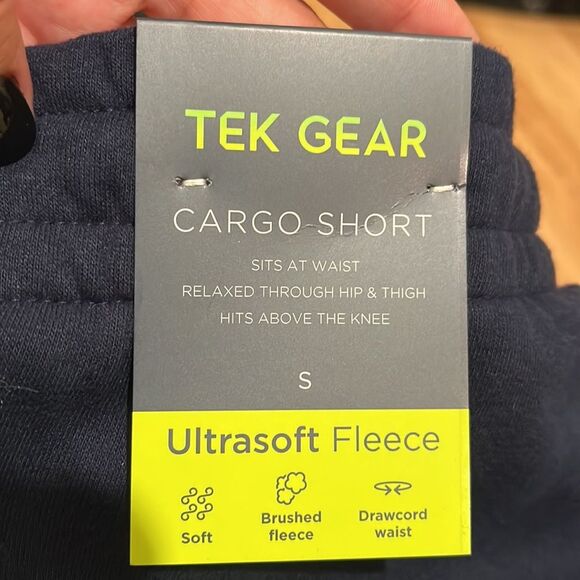 TEK GEAR
CARGO SHORT
SITS AT WAIST
RELAXED THROUGH HIP & THIGH
HITS ABOVE THE KNEE
S
Ultrasoft Fleece
Soft
Brushed
fleece
Drawcord
waist